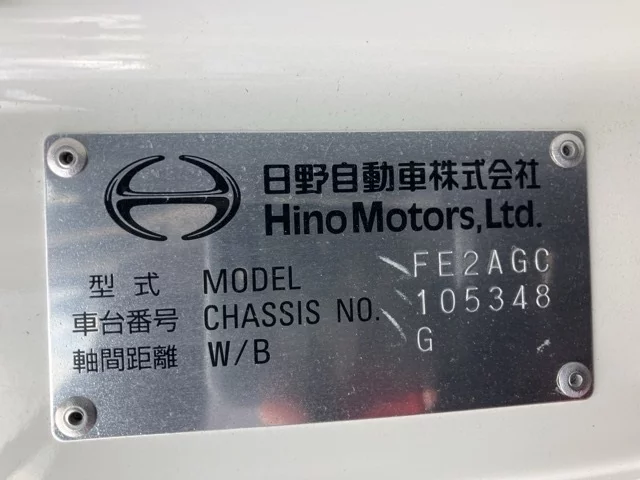 日野自動車株式会社
Hino Motors, Ltd.
型式 MODEL FE2AGC
車台番号 CHASSIS NO. 105348
軸間距離 W/B G